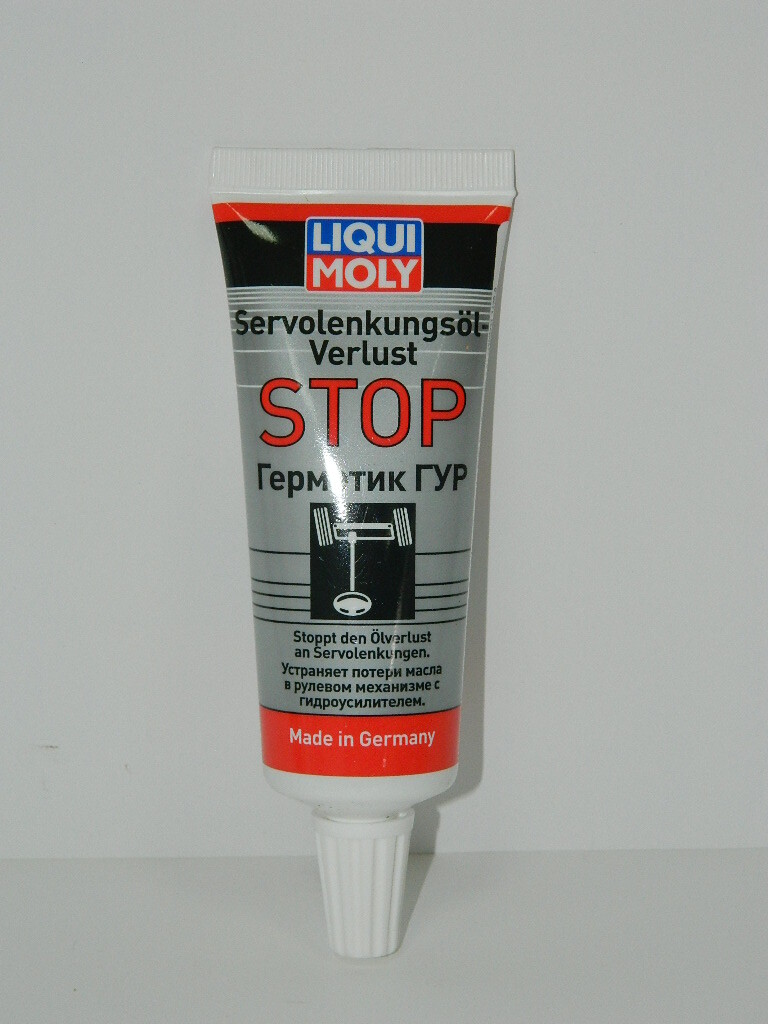 LIQUI
MOLY
Servolenkungsöl-
Verlust
STOP
Герметик ГУР
Stoppt den Ölverlust
an Servolenkungen.
Устраняет потери масла
в рулевом механизме с
гидроусилителем.
Made in Germany